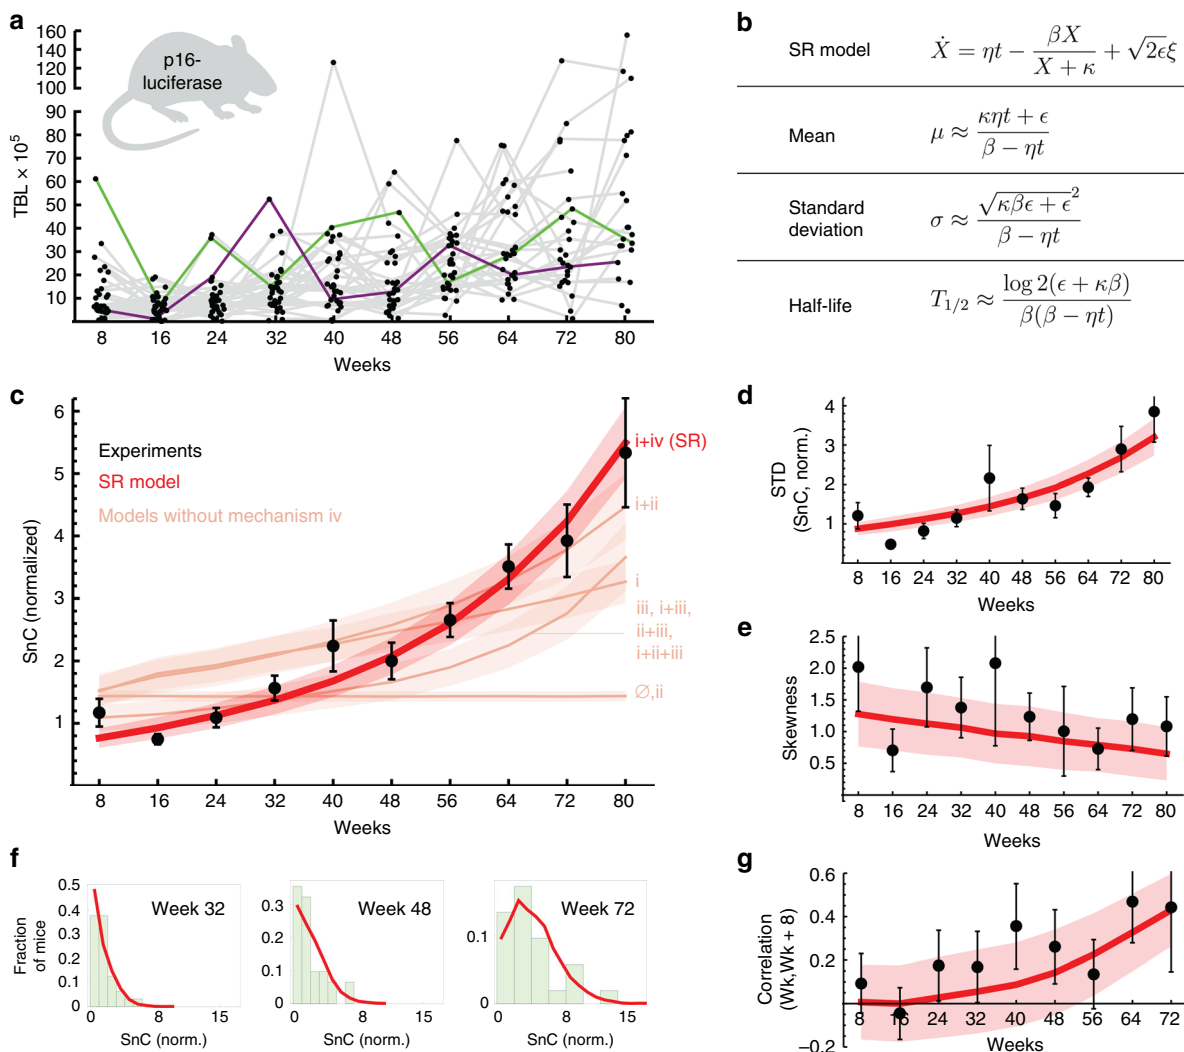 a
160
140
120
100
90
80
70
60
50
40
30
20
10
TBL × 10⁵
p16-
luciferase
8 16 24 32 40 48 56 64 72 80
Weeks
b
SR model Ẋ = ηt − βX / (X + κ) + √2ϵξ
Mean μ ≈ (κηt + ϵ) / (β − ηt)
Standard
deviation
σ ≈ √(κβϵ + ϵ)² / (β − ηt)
Half-life T1/2 ≈ log 2(ϵ + κβ) / β(β − ηt)
c
6
5
4
3
2
1
SnC (normalized)
Experiments
SR model
Models without mechanism iv
i+iv (SR)
i+ii
i
iii, i+iii,
ii+iii,
i+ii+iii
∅,ii
8 16 24 32 40 48 56 64 72 80
Weeks
d
4
3
2
1
STD
(SnC, norm.)
8 16 24 32 40 48 56 64 72 80
Weeks
e
2.5
2.0
1.5
1.0
0.5
Skewness
8 16 24 32 40 48 56 64 72 80
Weeks
f
Fraction
of mice
0.5
0.4
0.3
0.2
0.1
0
Week 32
0 8 15
SnC (norm.)
0.3
0.2
0.1
0
Week 48
0 8 15
SnC (norm.)
0.1
0
Week 72
0 8 15
SnC (norm.)
g
0.6
0.4
0.2
0.0
−0.2
Correlation
(Wk,Wk + 8)
8 16 24 32 40 48 56 64 72
Weeks